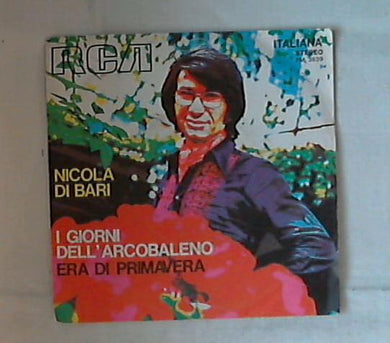 RCA
ITALIANA
STEREO
NICOLA
DI BARI
I GIORNI
DELL'ARCOBALENO
ERA DI PRIMAVERA